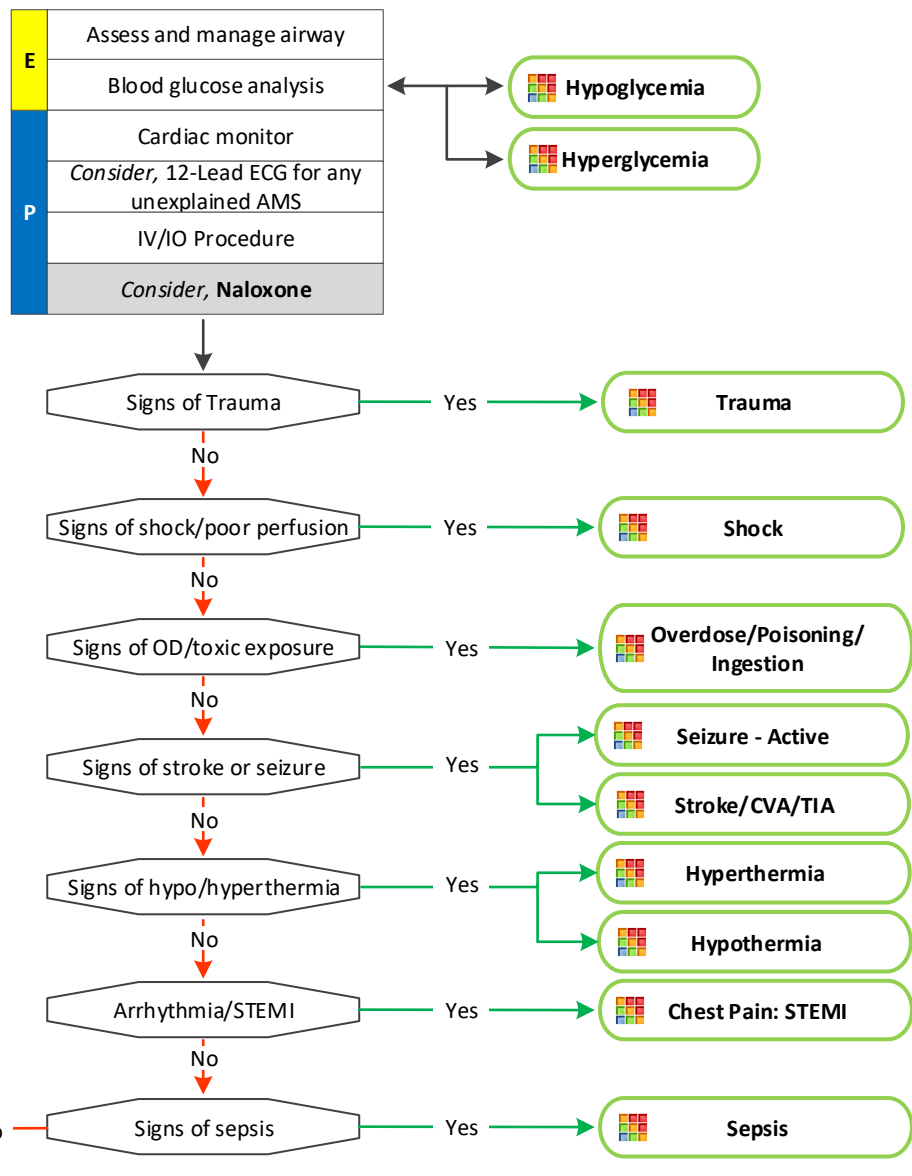 E
Assess and manage airway
Blood glucose analysis
Hypoglycemia
Hyperglycemia
P
Cardiac monitor
Consider, 12-Lead ECG for any
unexplained AMS
IV/IO Procedure
Consider, Naloxone
Signs of Trauma
Yes
Trauma
No
Signs of shock/poor perfusion
Yes
Shock
No
Signs of OD/toxic exposure
Yes
Overdose/Poisoning/
Ingestion
No
Signs of stroke or seizure
Yes
Seizure - Active
Stroke/CVA/TIA
No
Signs of hypo/hyperthermia
Yes
Hyperthermia
Hypothermia
No
Arrhythmia/STEMI
Yes
Chest Pain: STEMI
No
Signs of sepsis
Yes
Sepsis